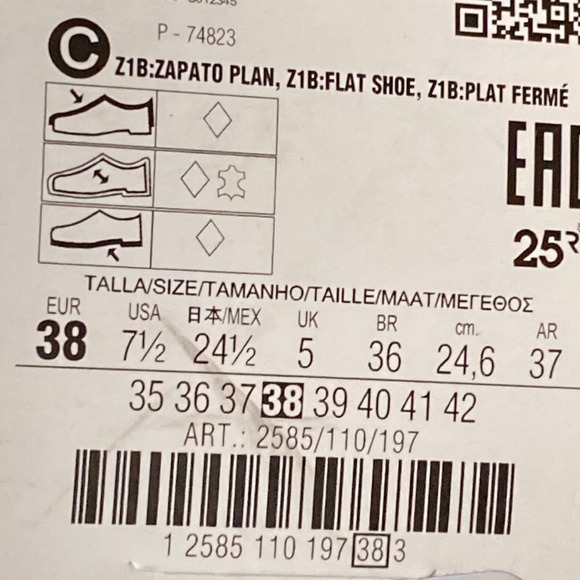 P - 74823
C
Z1B:ZAPATO PLAN, Z1B:FLAT SHOE, Z1B:PLAT FERMÉ
EAC
25
TALLA/SIZE/TAMANHO/TAILLE/MAAT/ΜΕΓΕΘΟΣ
EUR USA 日本/MEX UK BR cm. AR
38 7½ 24½ 5 36 24,6 37
35 36 37 38 39 40 41 42
ART.: 2585/110/197
1 2585 110 197 38 3